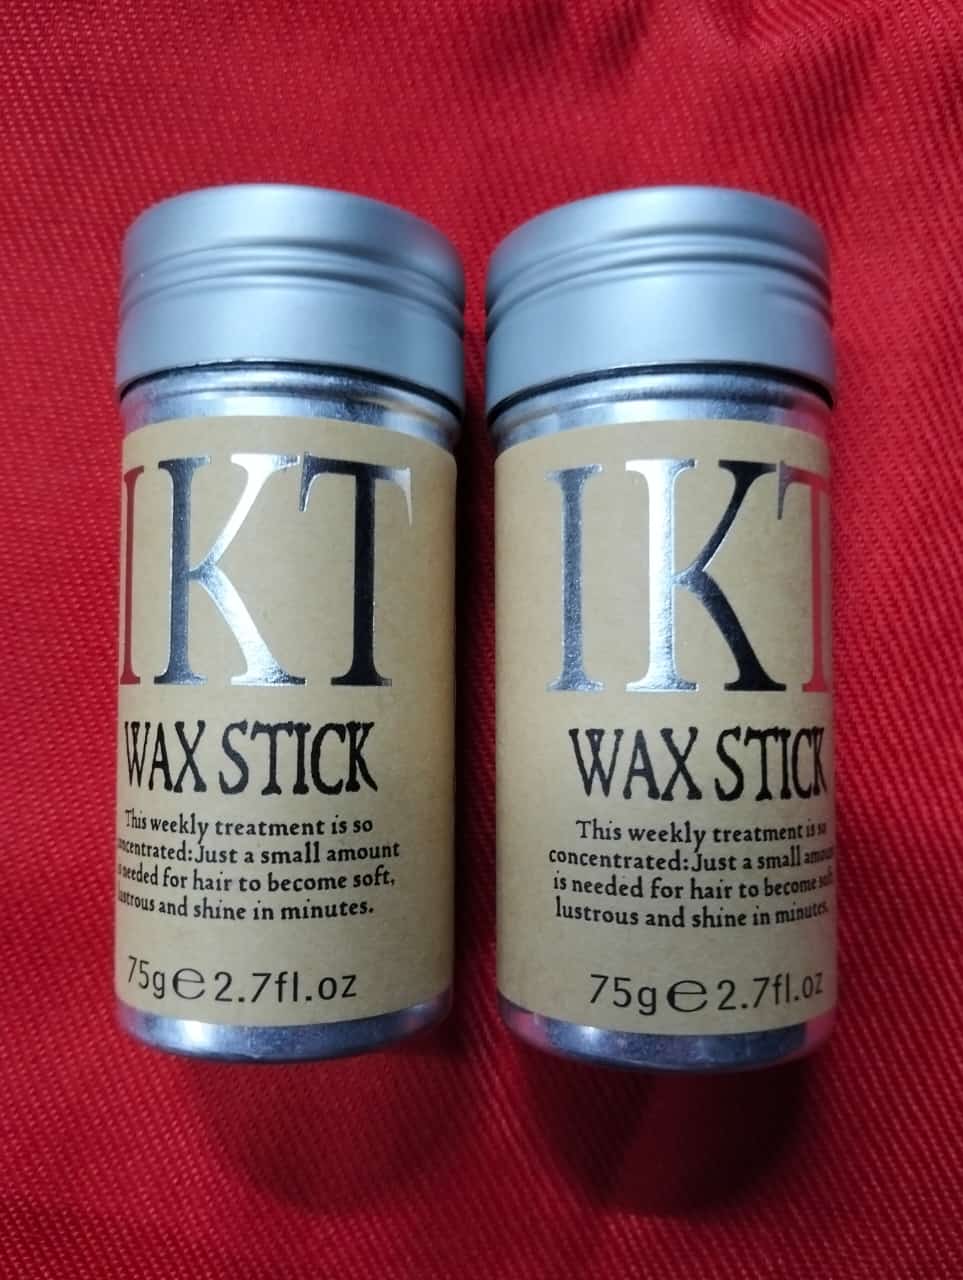 IKT
WAX STICK
This weekly treatment is so
concentrated:Just a small amount
is needed for hair to become soft,
lustrous and shine in minutes.
75g℮2.7fl.oz
IKT
WAX STICK
This weekly treatment is so
concentrated:Just a small amount
is needed for hair to become soft,
lustrous and shine in minutes.
75g℮2.7fl.oz